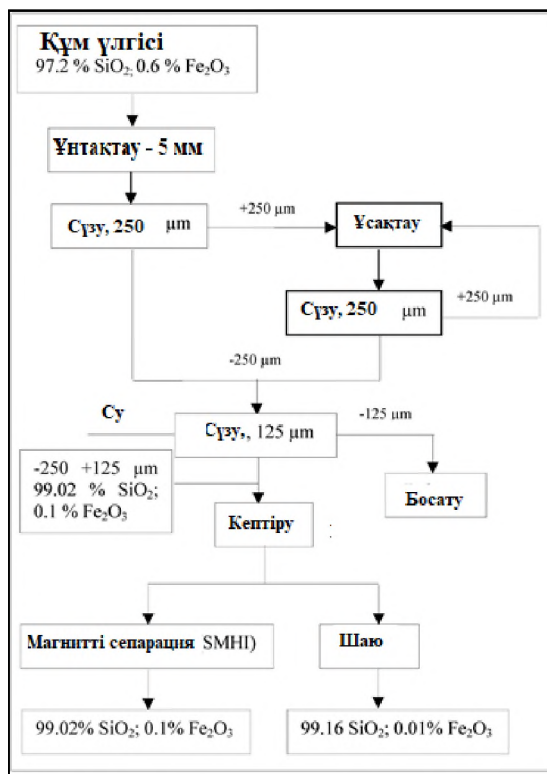 Құм үлгісі
97.2 % SiO₂; 0.6 % Fe₂O₃
Ұнтақтау - 5 мм
Сүзу, 250 μm
+250 μm
Ұсақтау
Сүзу, 250 μm
+250 μm
-250 μm
Су
Сүзу,, 125 μm
-125 μm
-250 +125 μm
99.02 % SiO₂;
0.1 % Fe₂O₃
Босату
Кептіру
Магнитті сепарация SMHI)
Шаю
99.02% SiO₂; 0.1% Fe₂O₃
99.16 SiO₂; 0.01% Fe₂O₃